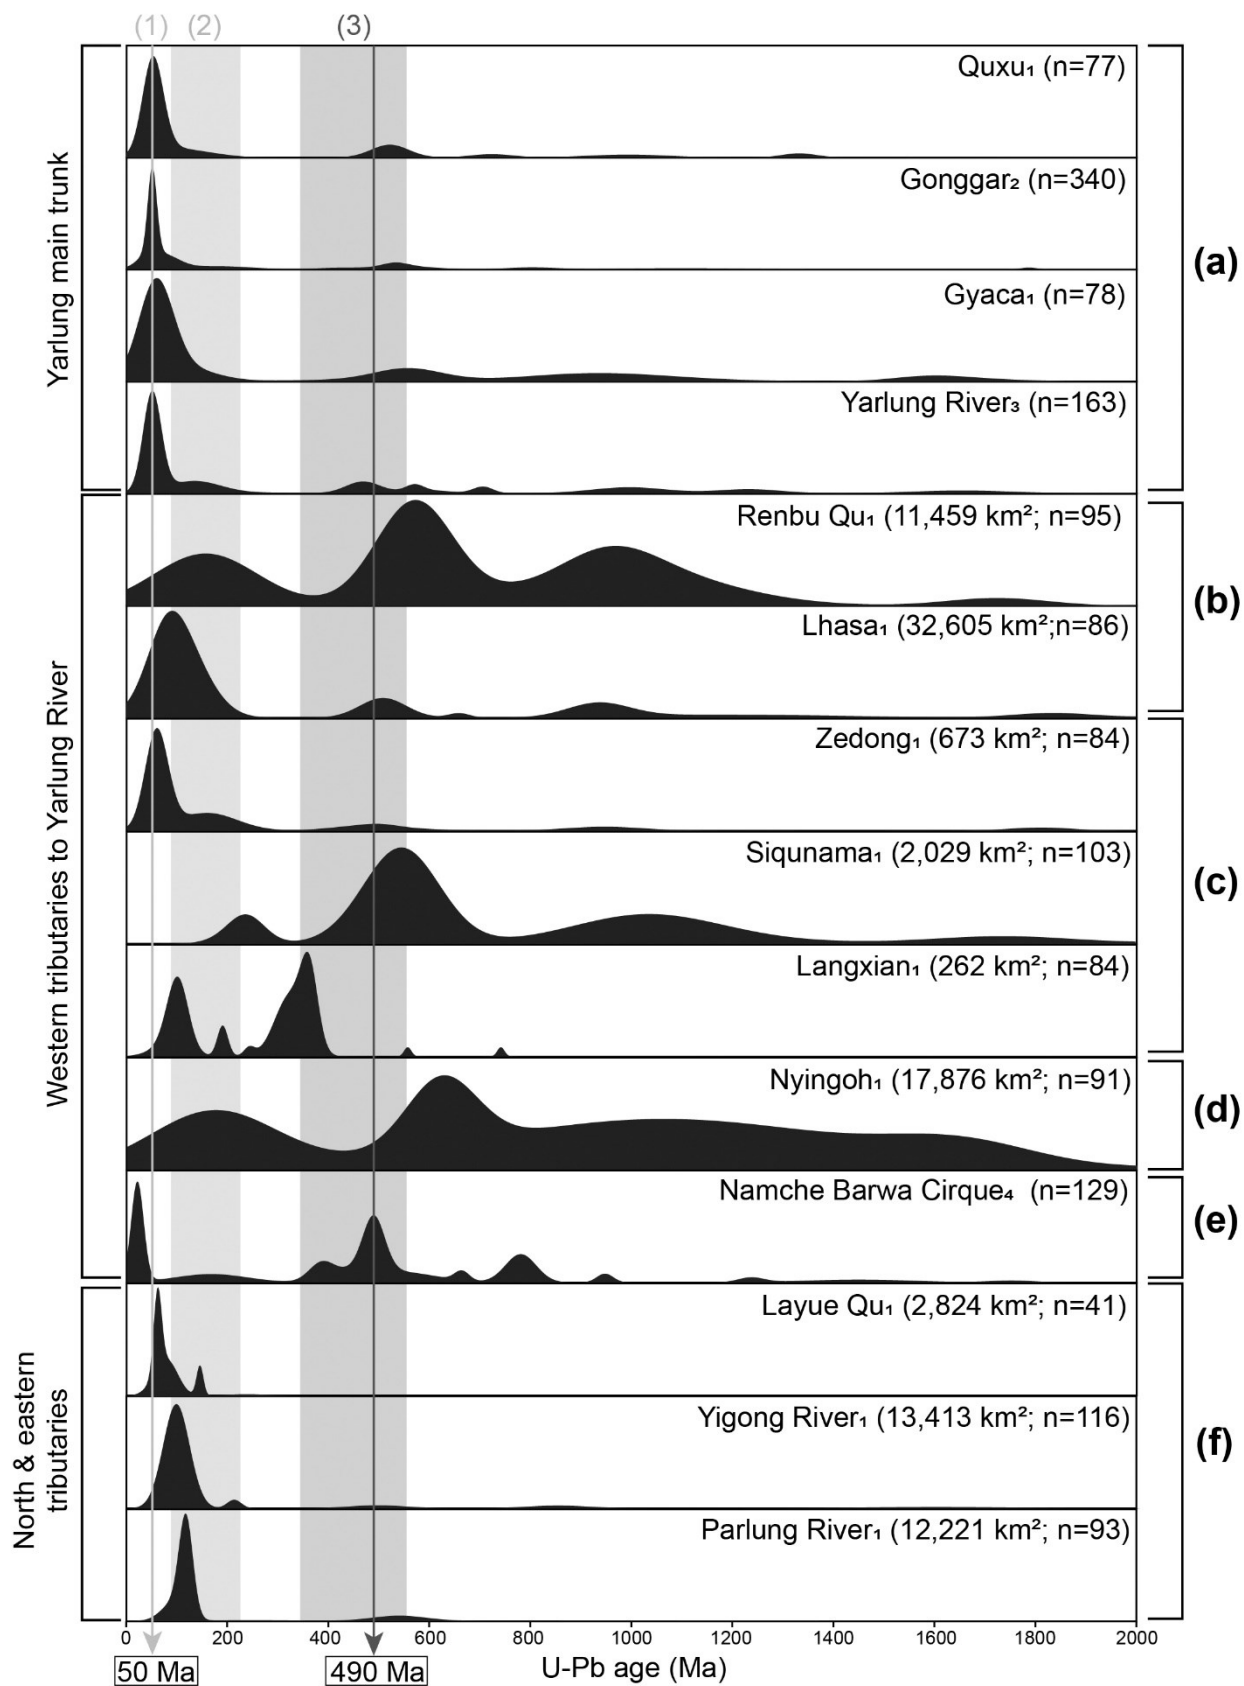 (1) (2) (3)
Quxu₁ (n=77)
Gonggar₂ (n=340)
Gyaca₁ (n=78)
Yarlung River₃ (n=163)
Yarlung main trunk
(a)
Renbu Qu₁ (11,459 km²; n=95)
Lhasa₁ (32,605 km²;n=86)
(b)
Zedong₁ (673 km²; n=84)
Siqunama₁ (2,029 km²; n=103)
Langxian₁ (262 km²; n=84)
(c)
Nyingoh₁ (17,876 km²; n=91)
(d)
Namche Barwa Cirque₄ (n=129)
(e)
Western tributaries to Yarlung River
Layue Qu₁ (2,824 km²; n=41)
Yigong River₁ (13,413 km²; n=116)
Parlung River₁ (12,221 km²; n=93)
(f)
North & eastern
tributaries
0 200 400 600 800 1000 1200 1400 1600 1800 2000
50 Ma 490 Ma U-Pb age (Ma)